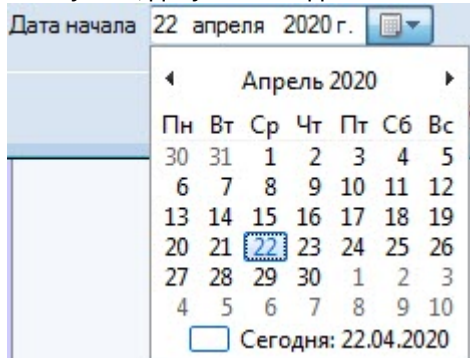 Дата начала 22 апреля 2020 г.
Апрель 2020
Пн Вт Ср Чт Пт Сб Вс
30 31 1 2 3 4 5
6 7 8 9 10 11 12
13 14 15 16 17 18 19
20 21 22 23 24 25 26
27 28 29 30 1 2 3
4 5 6 7 8 9 10
Сегодня: 22.04.2020